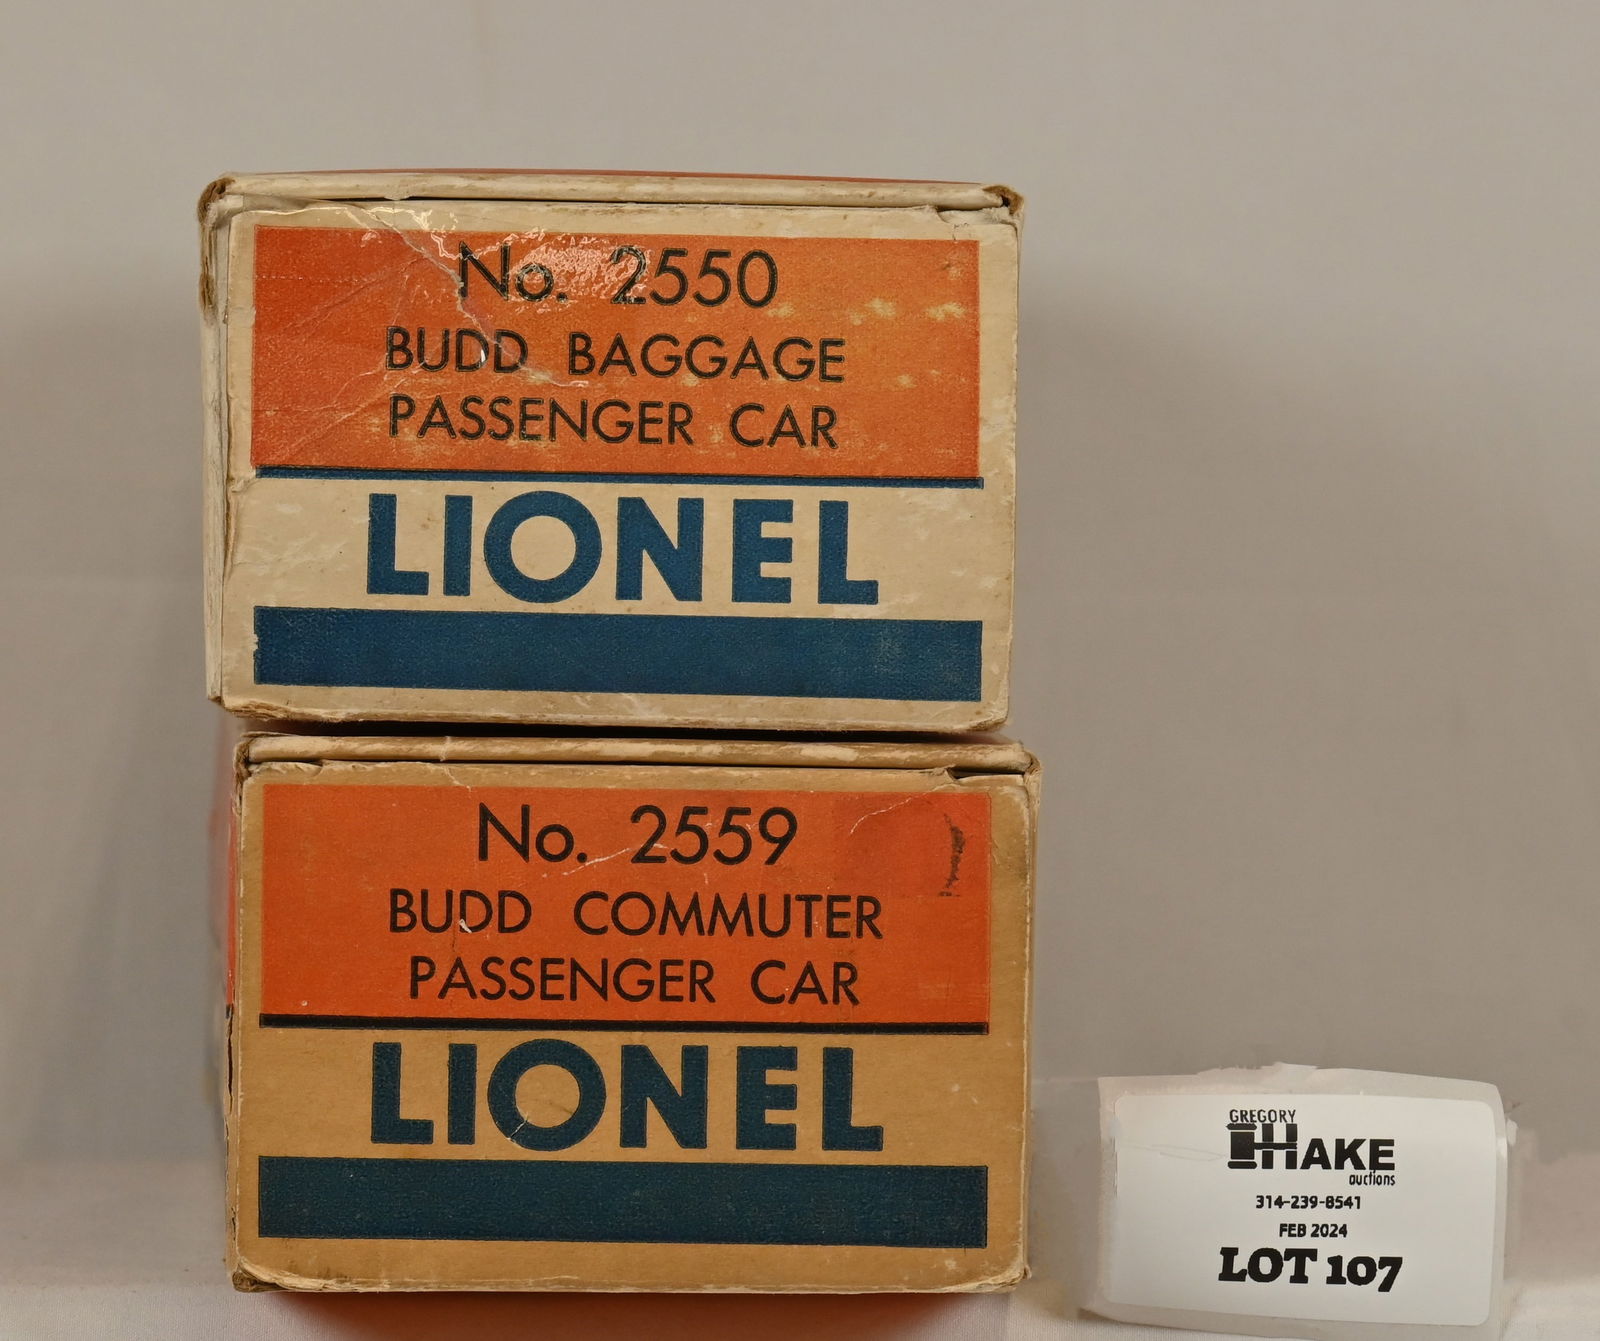 No. 2550
BUDD BAGGAGE
PASSENGER CAR
LIONEL
No. 2559
BUDD COMMUTER
PASSENGER CAR
LIONEL
GREGORY
HAKE
auctions
314-239-8541
FEB 2024
LOT 107